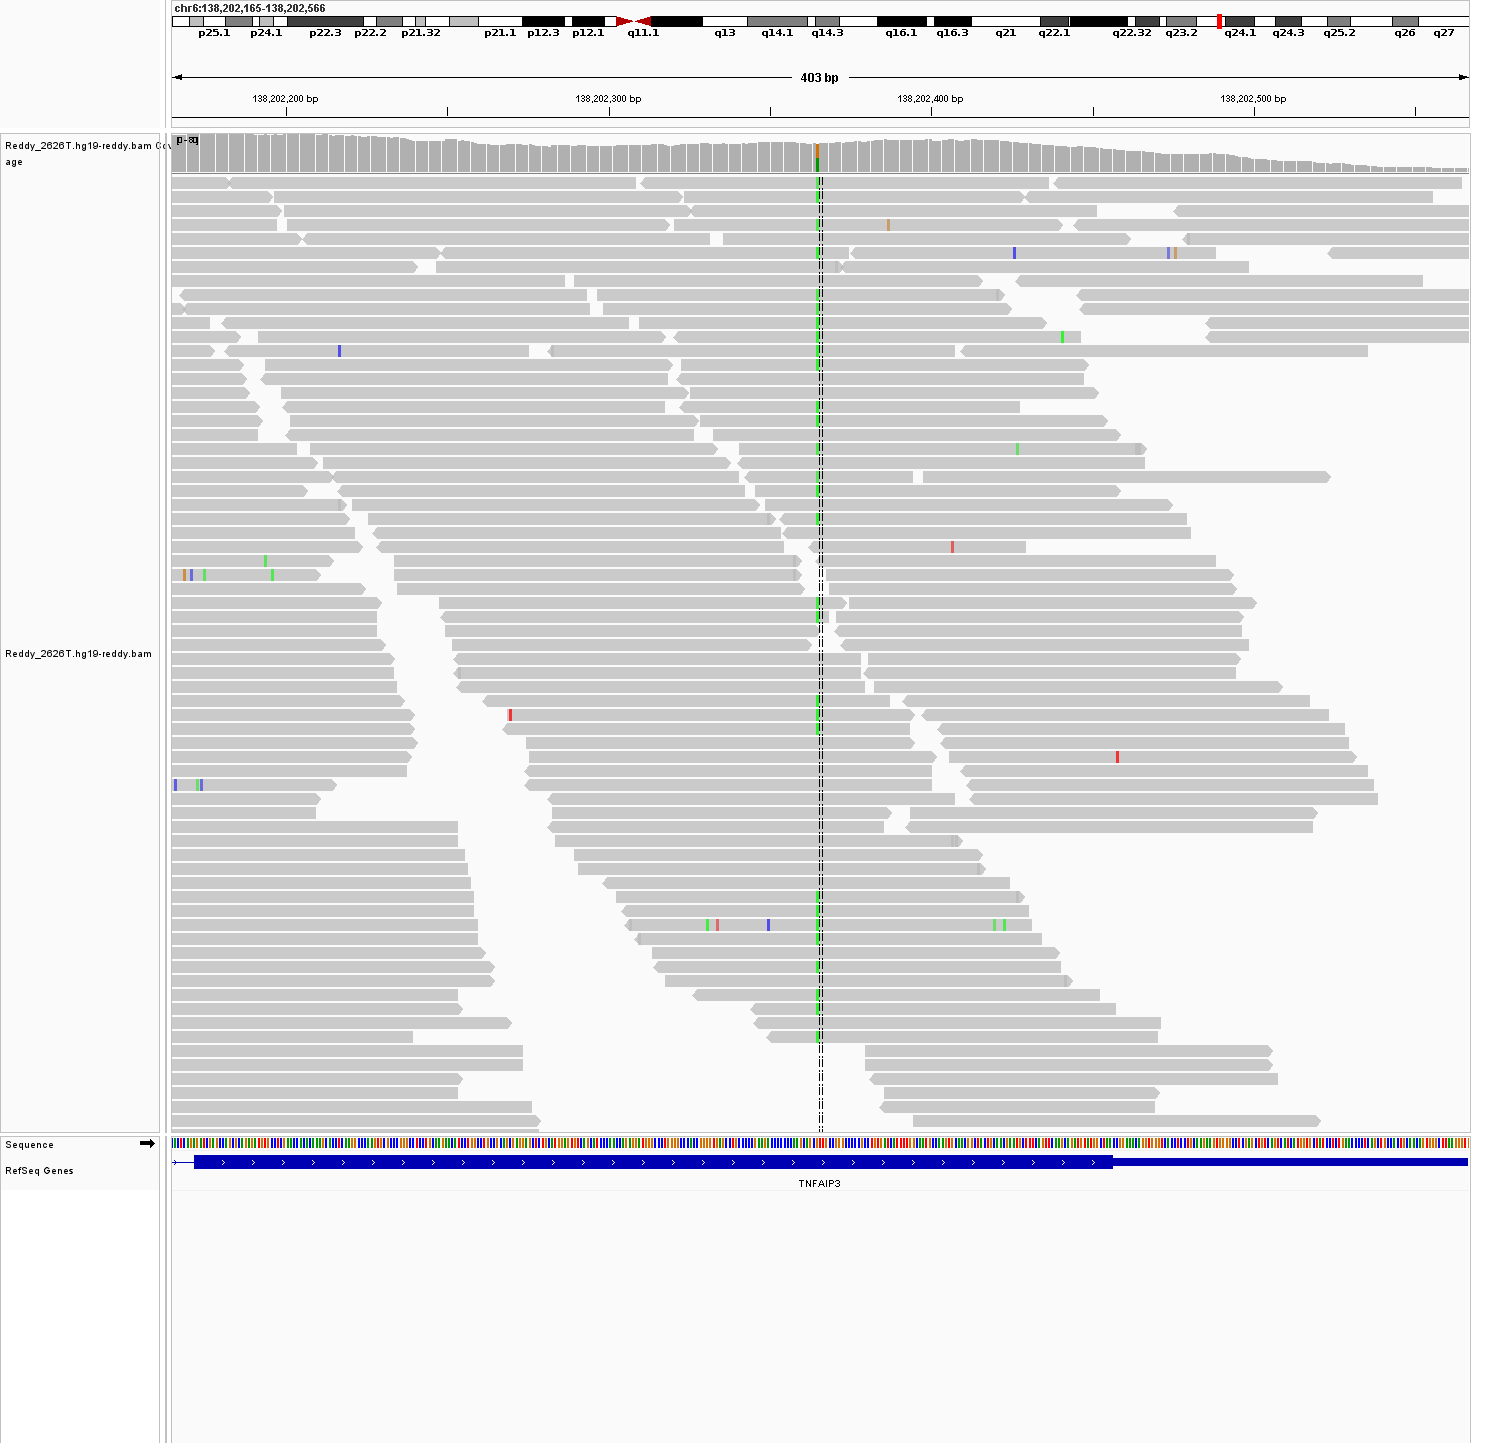 chr6:138,202,165-138,202,566
p25.1 p24.1 p22.3 p22.2 p21.32 p21.1 p12.3 p12.1 q11.1 q13 q14.1 q14.3 q16.1 q16.3 q21 q22.1 q22.32 q23.2 q24.1 q24.3 q25.2 q26 q27
403 bp
138,202,200 bp 138,202,300 bp 138,202,400 bp 138,202,500 bp
Reddy_2626T.hg19-reddy.bam
age
Reddy_2626T.hg19-reddy.bam
Sequence
RefSeq Genes
TNFAIP3